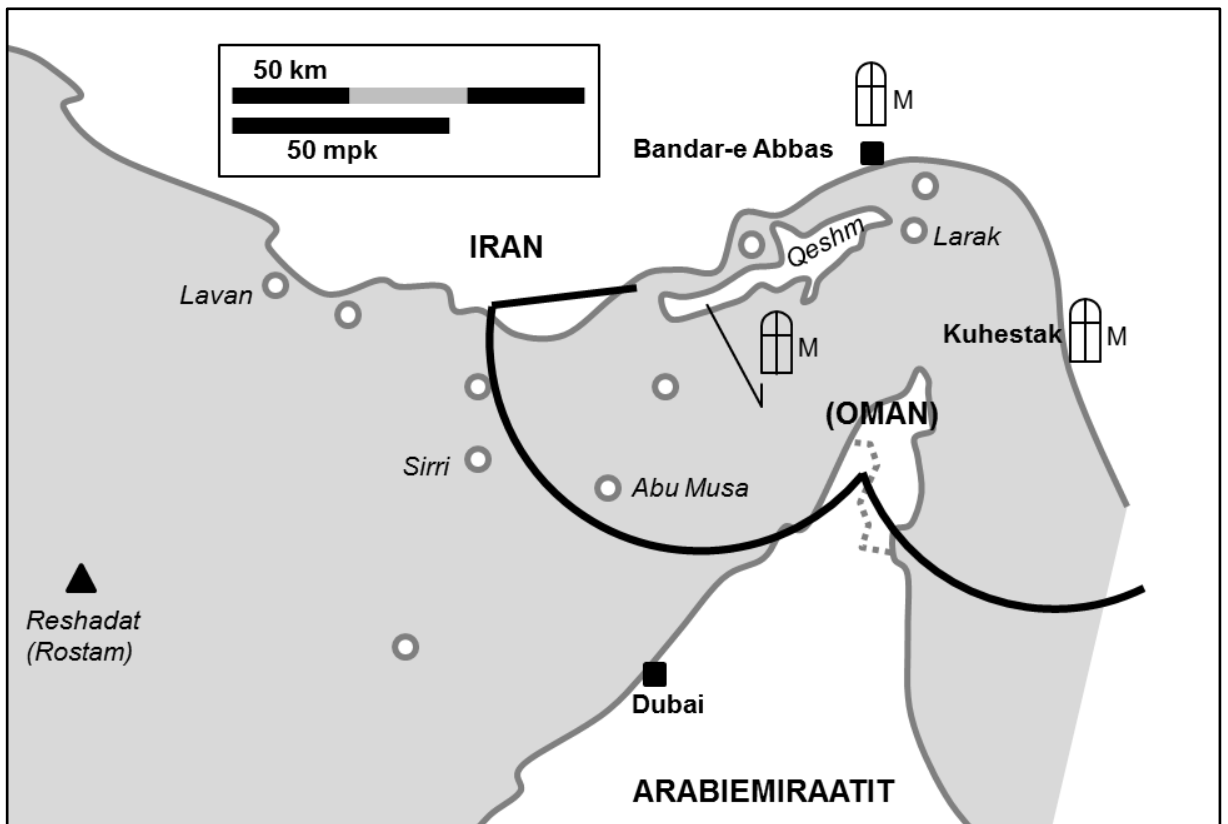 50 km
50 mpk
M
Bandar-e Abbas
IRAN
Qeshm
Larak
Lavan
M
Kuhestak
M
(OMAN)
Sirri
Abu Musa
Reshadat
(Rostam)
Dubai
ARABIEMIRAATIT